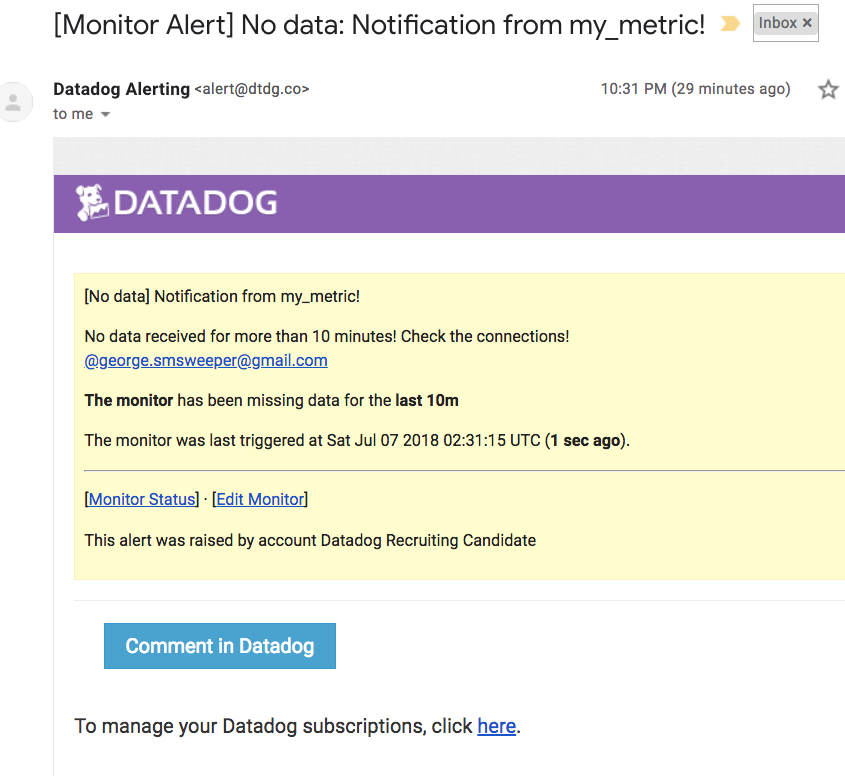 [Monitor Alert] No data: Notification from my_metric! Inbox ×
Datadog Alerting <alert@dtdg.co> 10:31 PM (29 minutes ago)
to me
DATADOG
[No data] Notification from my_metric!
No data received for more than 10 minutes! Check the connections!
@george.smsweeper@gmail.com
The monitor has been missing data for the last 10m
The monitor was last triggered at Sat Jul 07 2018 02:31:15 UTC (1 sec ago).
[Monitor Status] · [Edit Monitor]
This alert was raised by account Datadog Recruiting Candidate
Comment in Datadog
To manage your Datadog subscriptions, click here.